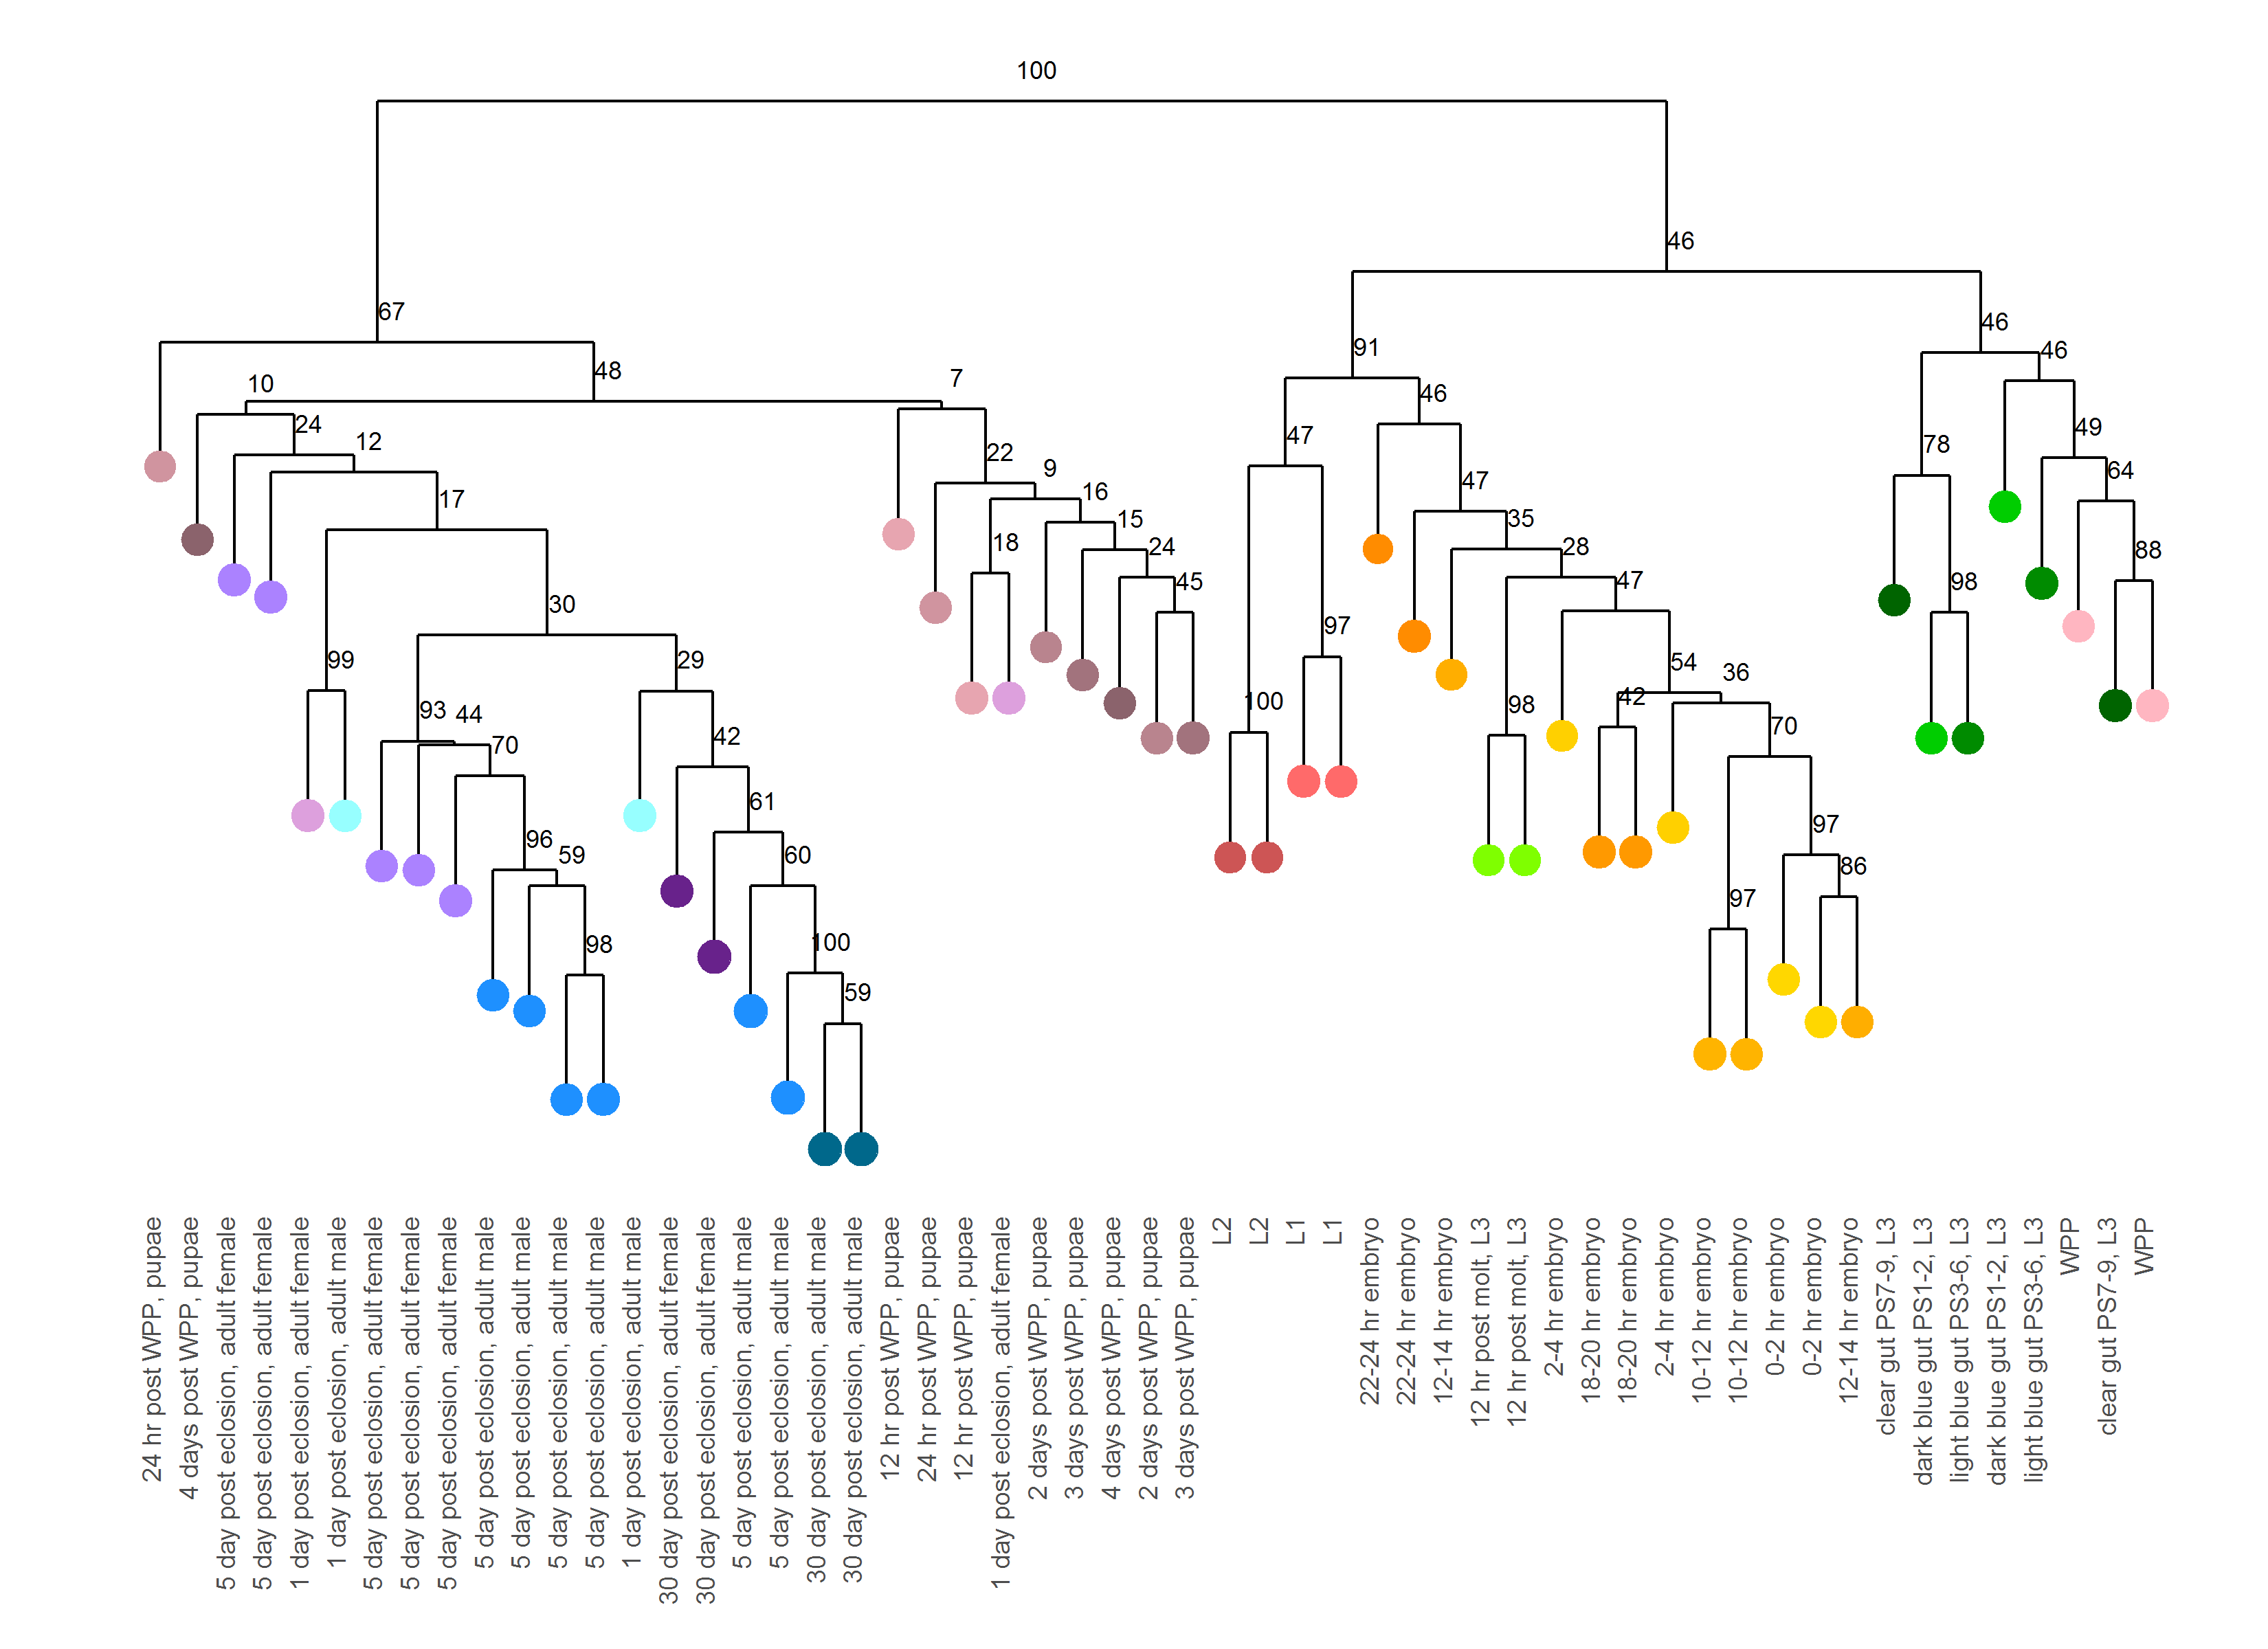 100
46
67
46
46
91
48
7
10
46
24
47
49
12
78
22
9
64
47
16
17
15
35
18
24
28
88
45
47
98
30
97
99
29
54
36
93
44
100
42
98
70
42
70
61
97
96
59
60
86
97
98
100
59
24 hr post WPP, pupae
4 days post WPP, pupae
5 day post eclosion, adult female
5 day post eclosion, adult female
1 day post eclosion, adult female
1 day post eclosion, adult male
5 day post eclosion, adult female
5 day post eclosion, adult female
5 day post eclosion, adult female
5 day post eclosion, adult male
5 day post eclosion, adult male
5 day post eclosion, adult male
5 day post eclosion, adult male
1 day post eclosion, adult male
30 day post eclosion, adult female
30 day post eclosion, adult female
5 day post eclosion, adult male
5 day post eclosion, adult male
30 day post eclosion, adult male
30 day post eclosion, adult male
12 hr post WPP, pupae
24 hr post WPP, pupae
12 hr post WPP, pupae
1 day post eclosion, adult female
2 days post WPP, pupae
3 days post WPP, pupae
4 days post WPP, pupae
2 days post WPP, pupae
3 days post WPP, pupae
L2
L2
L1
L1
22-24 hr embryo
22-24 hr embryo
12-14 hr embryo
12 hr post molt, L3
12 hr post molt, L3
2-4 hr embryo
18-20 hr embryo
18-20 hr embryo
2-4 hr embryo
10-12 hr embryo
10-12 hr embryo
0-2 hr embryo
0-2 hr embryo
12-14 hr embryo
clear gut PS7-9, L3
dark blue gut PS1-2, L3
light blue gut PS3-6, L3
dark blue gut PS1-2, L3
light blue gut PS3-6, L3
WPP
clear gut PS7-9, L3
WPP